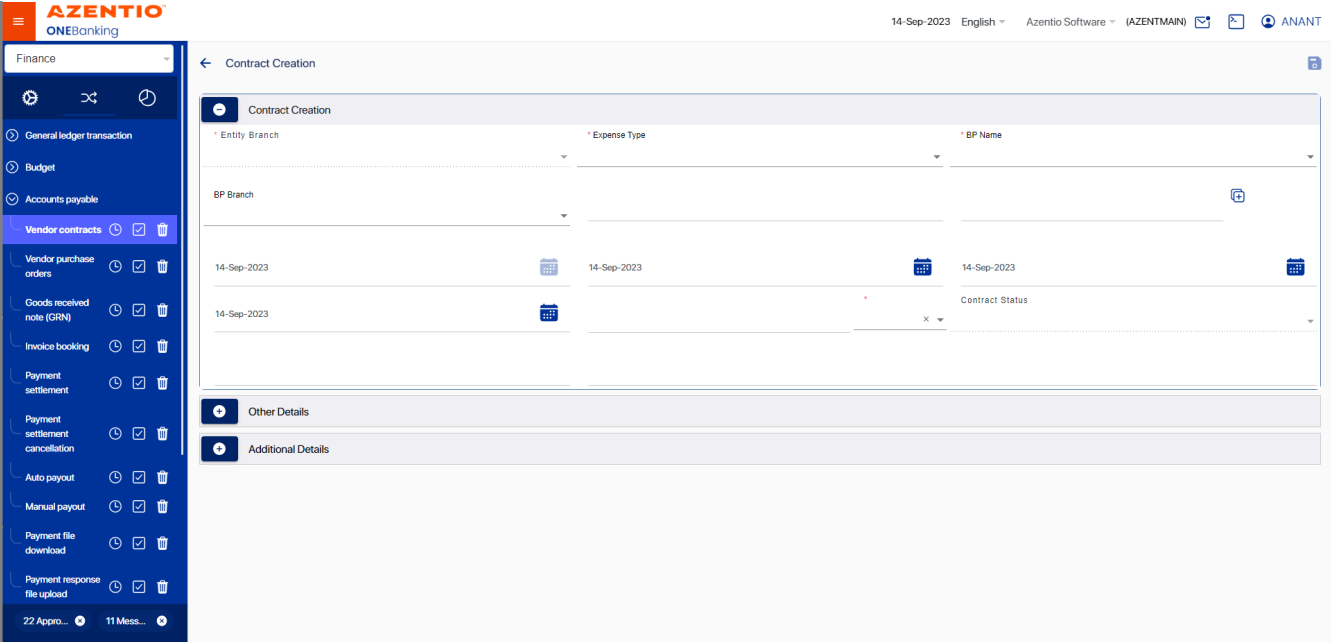 AZENTIO™
ONEBanking
14-Sep-2023 English Azentio Software (AZENTMAIN) ANANT
Finance
General ledger transaction
Budget
Accounts payable
Vendor contracts
Vendor purchase
orders
Goods received
note (GRN)
Invoice booking
Payment
settlement
Payment
settlement
cancellation
Auto payout
Manual payout
Payment file
download
Payment response
file upload
22 Appro... 11 Mess...
Contract Creation
Contract Creation
* Entity Branch * Expense Type * BP Name
BP Branch
14-Sep-2023 14-Sep-2023 14-Sep-2023
* Contract Status
14-Sep-2023
Other Details
Additional Details